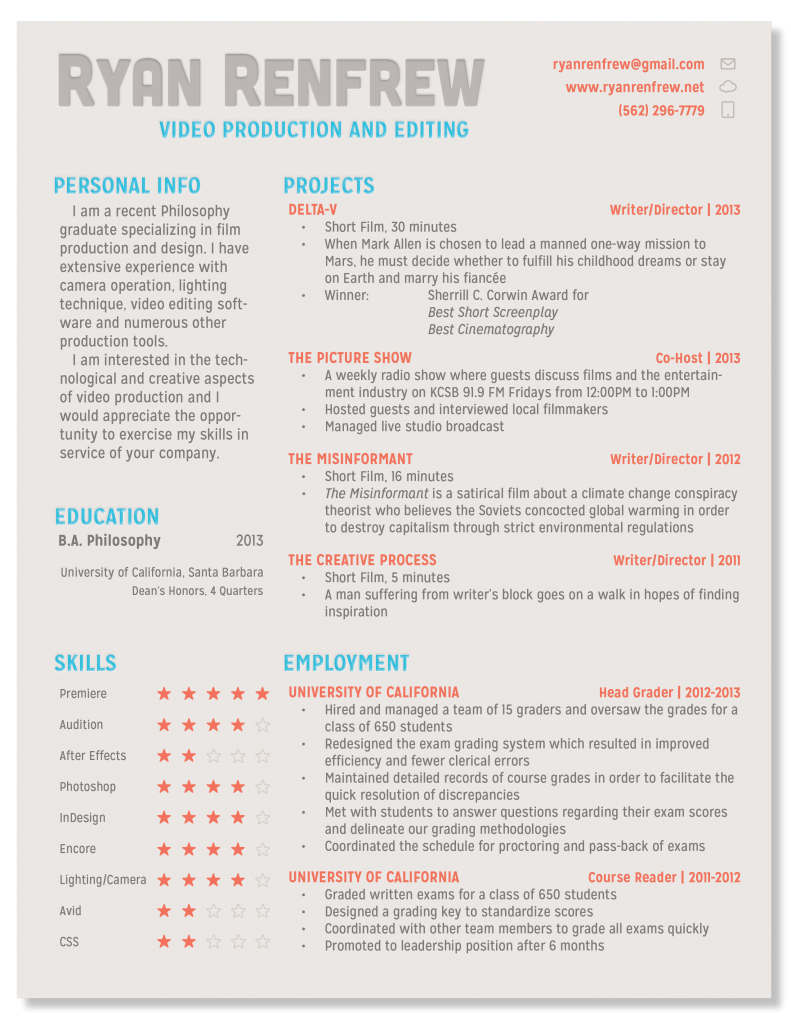 RYAN RENFREW
VIDEO PRODUCTION AND EDITING
ryanrenfrew@gmail.com
www.ryanrenfrew.net
(562) 296-7779
PERSONAL INFO
I am a recent Philosophy
graduate specializing in film
production and design. I have
extensive experience with
camera operation, lighting
technique, video editing soft-
ware and numerous other
production tools.
I am interested in the tech-
nological and creative aspects
of video production and I
would appreciate the oppor-
tunity to exercise my skills in
service of your company.
EDUCATION
B.A. Philosophy 2013
University of California, Santa Barbara
Dean's Honors, 4 Quarters
SKILLS
Premiere
Audition
After Effects
Photoshop
InDesign
Encore
Lighting/Camera
Avid
CSS
PROJECTS
DELTA-V Writer/Director | 2013
• Short Film, 30 minutes
• When Mark Allen is chosen to lead a manned one-way mission to
Mars, he must decide whether to fulfill his childhood dreams or stay
on Earth and marry his fiancée
• Winner: Sherrill C. Corwin Award for
Best Short Screenplay
Best Cinematography
THE PICTURE SHOW Co-Host | 2013
• A weekly radio show where guests discuss films and the entertain-
ment industry on KCSB 91.9 FM Fridays from 12:00PM to 1:00PM
• Hosted guests and interviewed local filmmakers
• Managed live studio broadcast
THE MISINFORMANT Writer/Director | 2012
• Short Film, 16 minutes
• The Misinformant is a satirical film about a climate change conspiracy
theorist who believes the Soviets concocted global warming in order
to destroy capitalism through strict environmental regulations
THE CREATIVE PROCESS Writer/Director | 2011
• Short Film, 5 minutes
• A man suffering from writer's block goes on a walk in hopes of finding
inspiration
EMPLOYMENT
UNIVERSITY OF CALIFORNIA Head Grader | 2012-2013
• Hired and managed a team of 15 graders and oversaw the grades for a
class of 650 students
• Redesigned the exam grading system which resulted in improved
efficiency and fewer clerical errors
• Maintained detailed records of course grades in order to facilitate the
quick resolution of discrepancies
• Met with students to answer questions regarding their exam scores
and delineate our grading methodologies
• Coordinated the schedule for proctoring and pass-back of exams
UNIVERSITY OF CALIFORNIA Course Reader | 2011-2012
• Graded written exams for a class of 650 students
• Designed a grading key to standardize scores
• Coordinated with other team members to grade all exams quickly
• Promoted to leadership position after 6 months